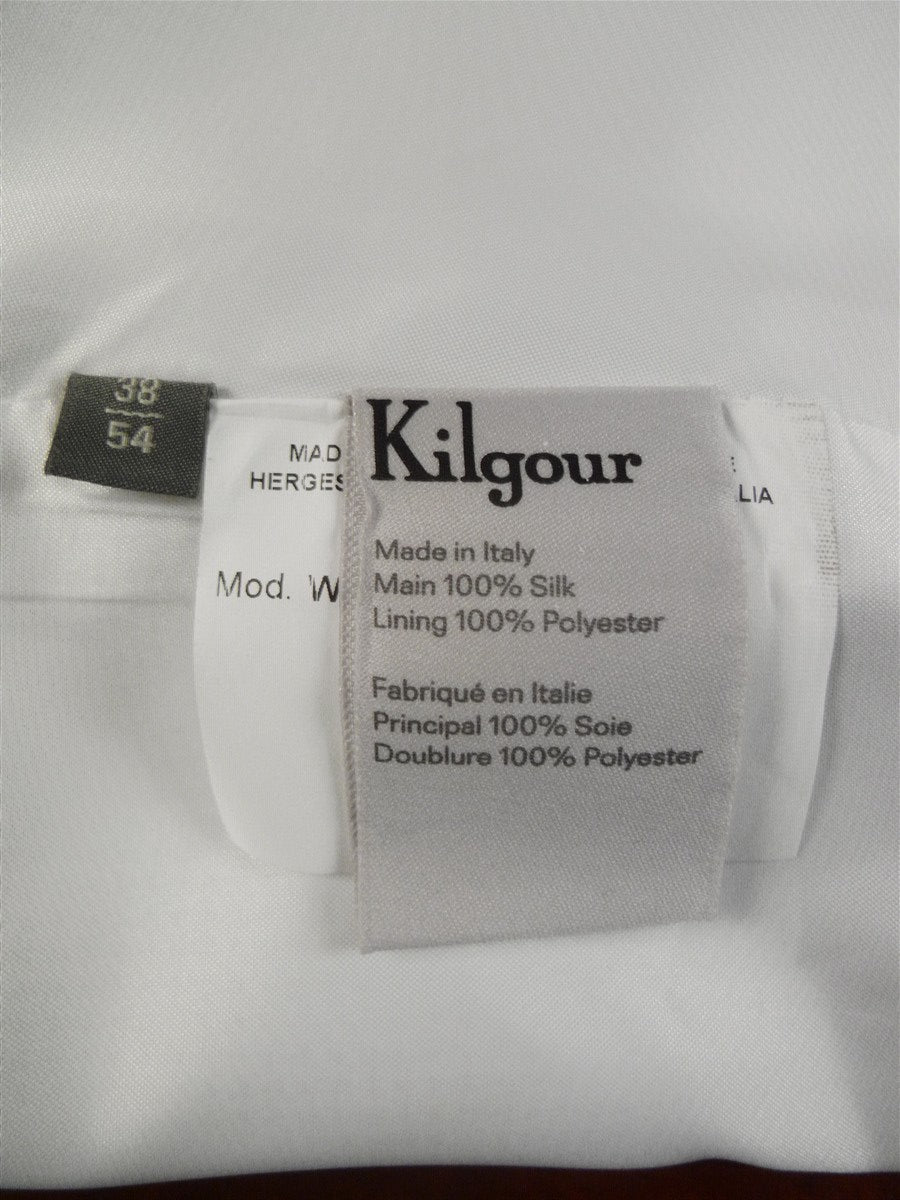 38
54
MAD
HERGES
LIA
Mod. W
Kilgour
Made in Italy
Main 100% Silk
Lining 100% Polyester
Fabriqué en Italie
Principal 100% Soie
Doublure 100% Polyester